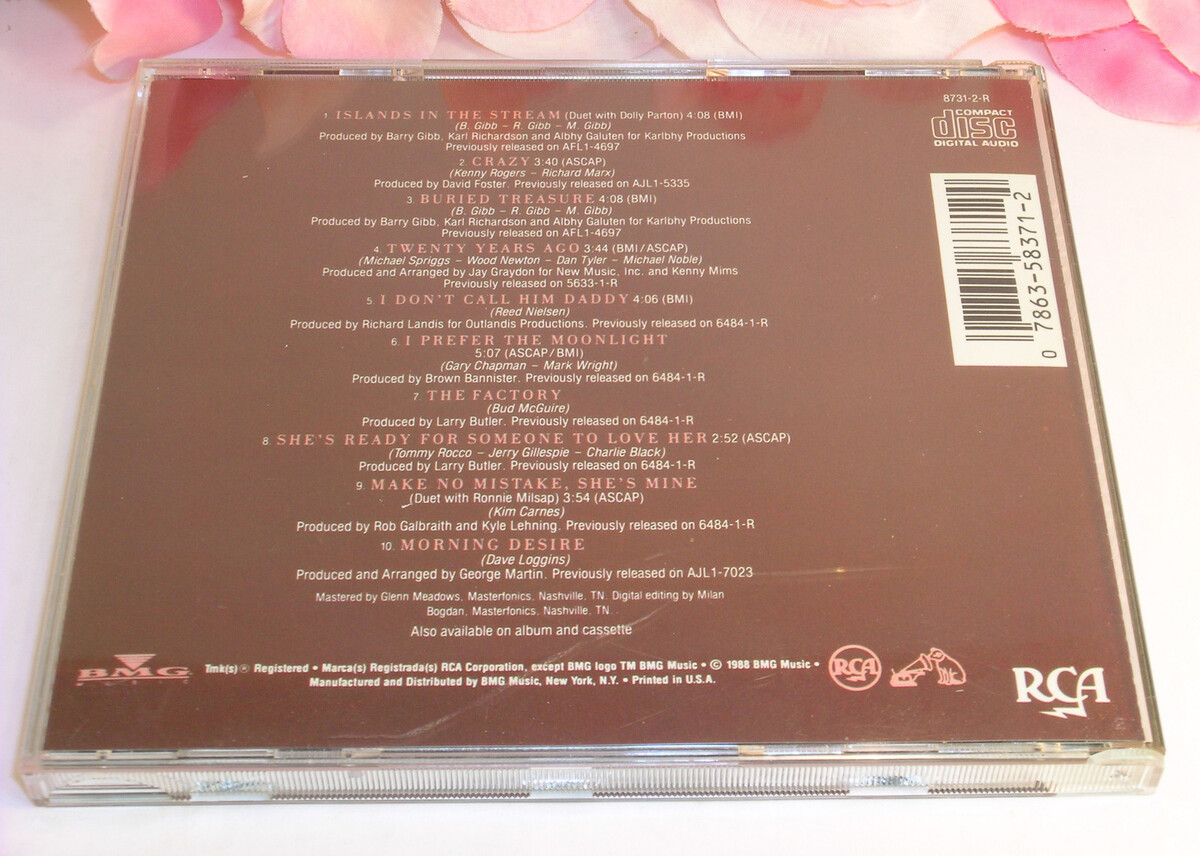 8731-2-R
COMPACT
disc
DIGITAL AUDIO
1. ISLANDS IN THE STREAM (Duet with Dolly Parton) 4:08 (BMI)
(B. Gibb – R. Gibb – M. Gibb)
Produced by Barry Gibb, Karl Richardson and Albhy Galuten for Karlbhy Productions
Previously released on AFL1-4697
2. CRAZY 3:40 (ASCAP)
(Kenny Rogers – Richard Marx)
Produced by David Foster. Previously released on AJL1-5335
3. BURIED TREASURE 4:08 (BMI)
(B. Gibb – R. Gibb – M. Gibb)
Produced by Barry Gibb, Karl Richardson and Albhy Galuten for Karlbhy Productions
Previously released on AFL1-4697
4. TWENTY YEARS AGO 3:44 (BMI/ASCAP)
(Michael Spriggs – Wood Newton – Dan Tyler – Michael Noble)
Produced and Arranged by Jay Graydon for New Music, Inc. and Kenny Mims
Previously released on 5633-1-R
5. I DON'T CALL HIM DADDY 4:06 (BMI)
(Reed Nielsen)
Produced by Richard Landis for Outlandis Productions. Previously released on 6484-1-R
6. I PREFER THE MOONLIGHT
5:07 (ASCAP/BMI)
(Gary Chapman – Mark Wright)
Produced by Brown Bannister. Previously released on 6484-1-R
7. THE FACTORY
(Bud McGuire)
Produced by Larry Butler. Previously released on 6484-1-R
8. SHE'S READY FOR SOMEONE TO LOVE HER 2:52 (ASCAP)
(Tommy Rocco – Jerry Gillespie – Charlie Black)
Produced by Larry Butler. Previously released on 6484-1-R
9. MAKE NO MISTAKE, SHE'S MINE
(Duet with Ronnie Milsap) 3:54 (ASCAP)
(Kim Carnes)
Produced by Rob Galbraith and Kyle Lehning. Previously released on 6484-1-R
10. MORNING DESIRE
(Dave Loggins)
Produced and Arranged by George Martin. Previously released on AJL1-7023
Mastered by Glenn Meadows, Masterfonics, Nashville, TN. Digital editing by Milan
Bogdan, Masterfonics, Nashville, TN.
Also available on album and cassette
0 7863-58371-2
BMG
Tmk(s) ® Registered • Marca(s) Registrada(s) RCA Corporation, except BMG logo TM BMG Music • © 1988 BMG Music •
Manufactured and Distributed by BMG Music, New York, N.Y. • Printed in U.S.A.
RCA
RCA